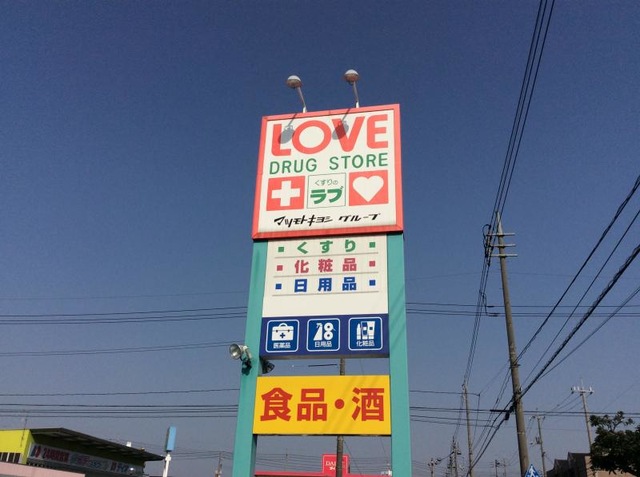 LOVE
DRUG STORE
くすりの
ラブ
マツモトキヨシ グループ
くすり
化粧品
日用品
医薬品 日用品 化粧品
食品・酒